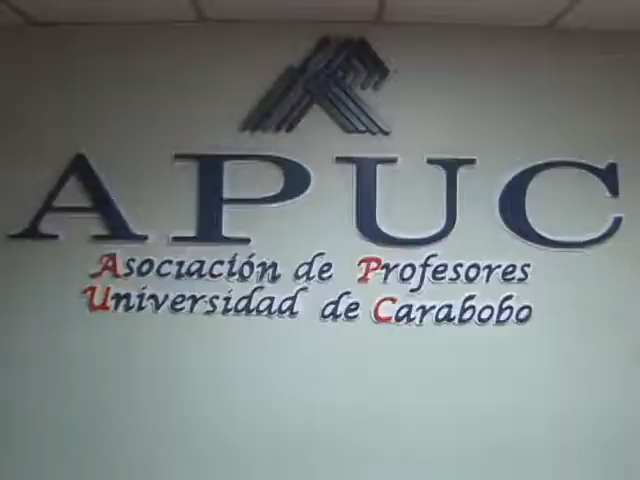 APUC
Asociación de Profesores
Universidad de Carabobo